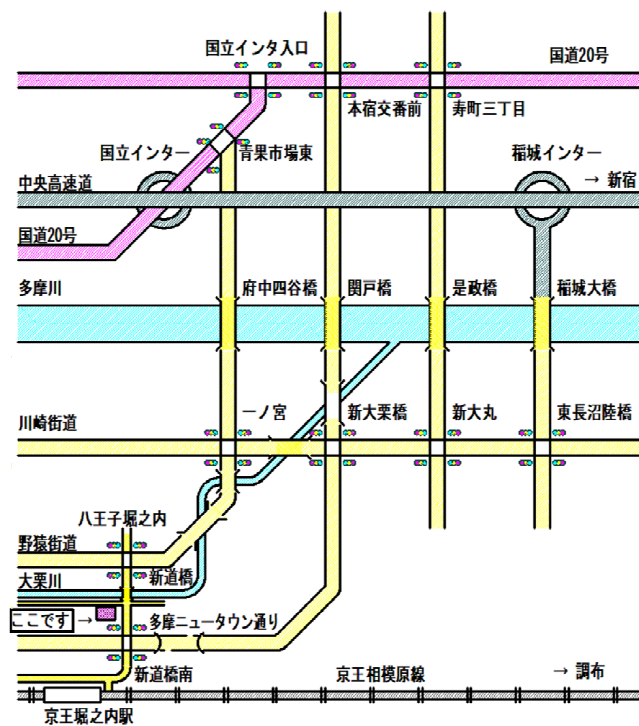 国立インタ入口
国道20号
本宿交番前
寿町三丁目
国立インター
青果市場東
稲城インター
中央高速道
→ 新宿
国道20号
多摩川
府中四谷橋
関戸橋
是政橋
稲城大橋
一ノ宮
新大栗橋
新大丸
東長沼陸橋
川崎街道
八王子堀之内
野猿街道
新道橋
大栗川
ここです→
多摩ニュータウン通り
新道橋南
京王相模原線
→ 調布
京王堀之内駅